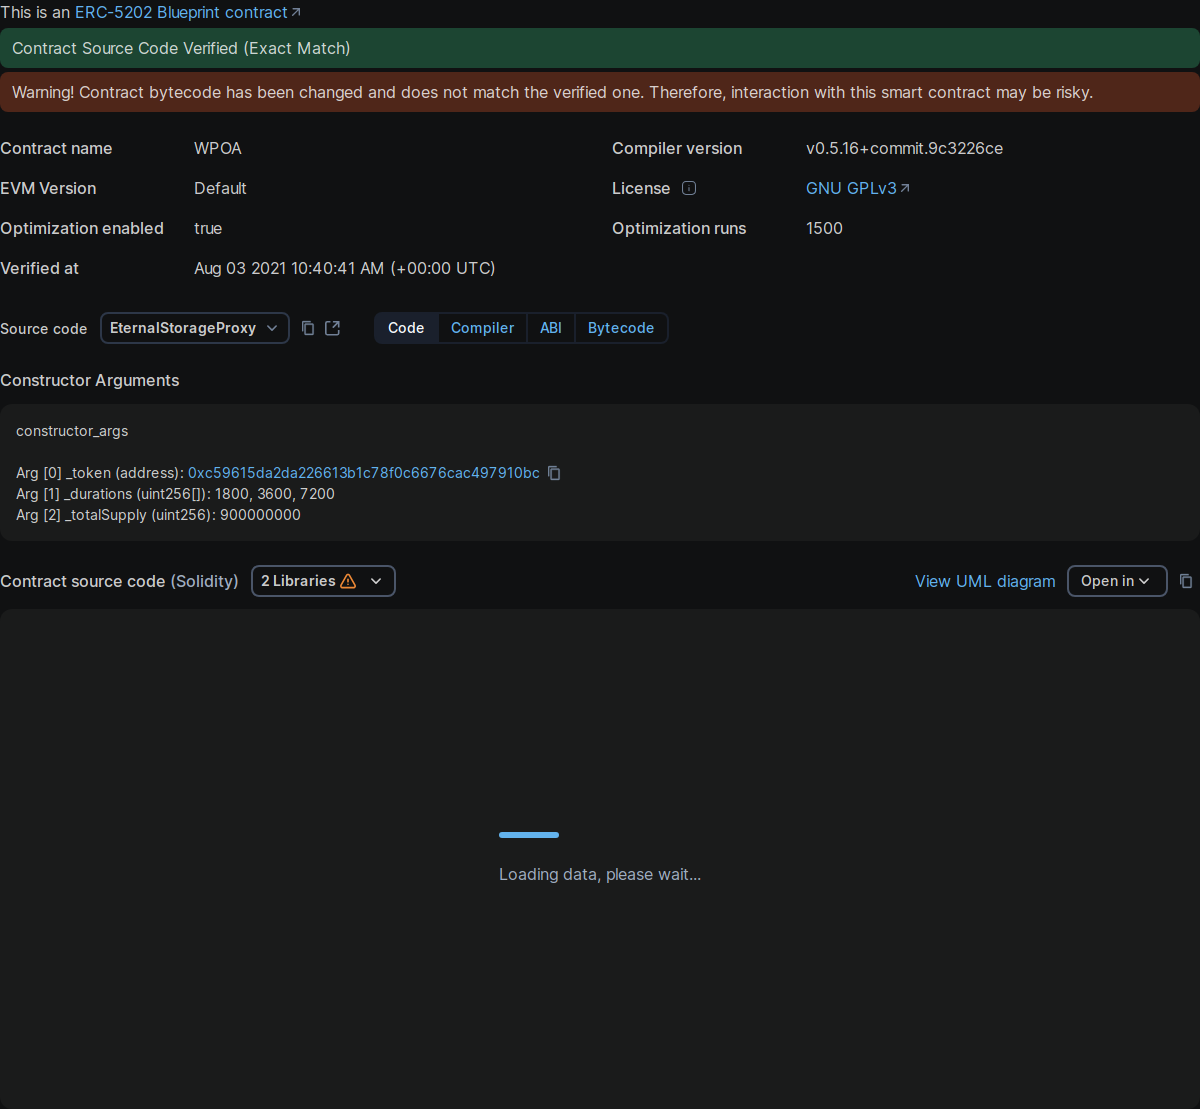 This is an ERC-5202 Blueprint contract
Contract Source Code Verified (Exact Match)
Warning! Contract bytecode has been changed and does not match the verified one. Therefore, interaction with this smart contract may be risky.
Contract name WPOA Compiler version v0.5.16+commit.9c3226ce
EVM Version Default License GNU GPLv3
Optimization enabled true Optimization runs 1500
Verified at Aug 03 2021 10:40:41 AM (+00:00 UTC)
Source code EternalStorageProxy Code Compiler ABI Bytecode
Constructor Arguments
constructor_args
Arg [0] _token (address): 0xc59615da2da226613b1c78f0c6676cac497910bc
Arg [1] _durations (uint256[]): 1800, 3600, 7200
Arg [2] _totalSupply (uint256): 900000000
Contract source code (Solidity) 2 Libraries View UML diagram Open in
Loading data, please wait...